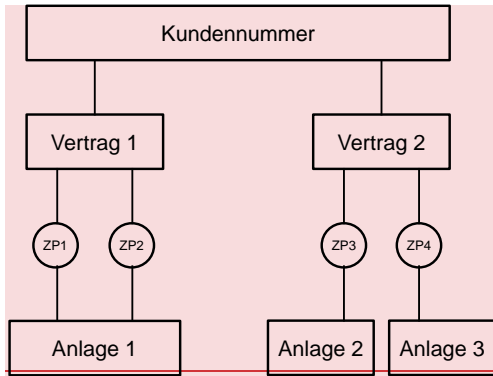 Kundennummer
Vertrag 1
Vertrag 2
ZP1
ZP2
ZP3
ZP4
Anlage 1
Anlage 2
Anlage 3